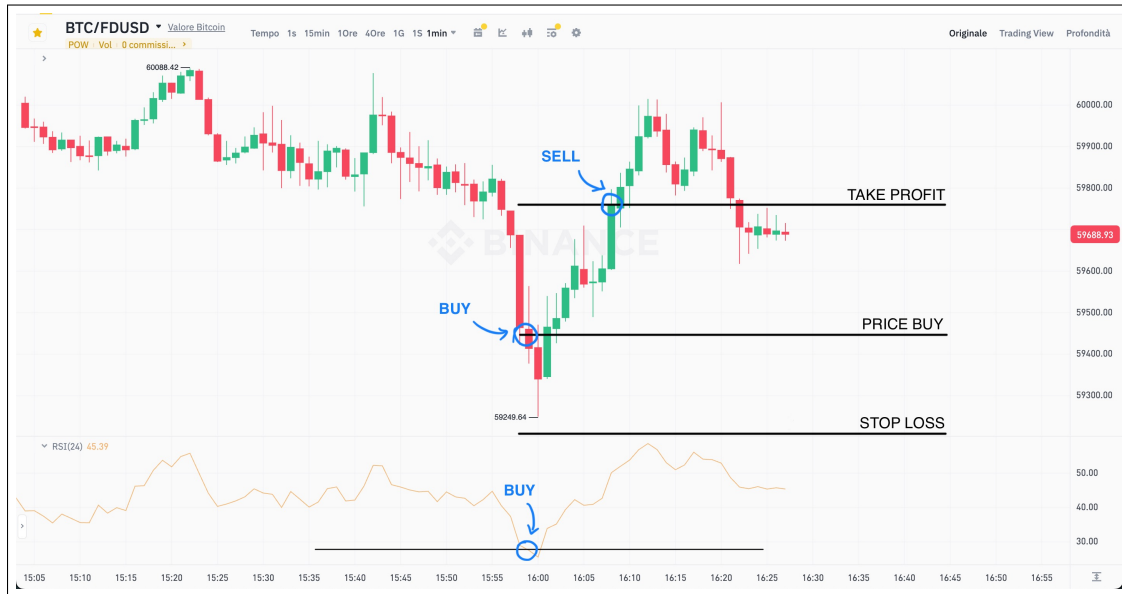 BTC/FDUSD Valore Bitcoin
POW Vol 0 commissi...
Tempo 1s 15min 1Ore 4Ore 1G 1S 1min
Originale Trading View Profondità
60088.42
60000.00
59900.00
SELL
59800.00
TAKE PROFIT
BINANCE
59688.93
59600.00
BUY
59500.00
PRICE BUY
59400.00
59300.00
59249.64
STOP LOSS
RSI(24) 45.39
50.00
BUY
40.00
30.00
15:05 15:10 15:15 15:20 15:25 15:30 15:35 15:40 15:45 15:50 15:55 16:00 16:05 16:10 16:15 16:20 16:25 16:30 16:35 16:40 16:45 16:50 16:55